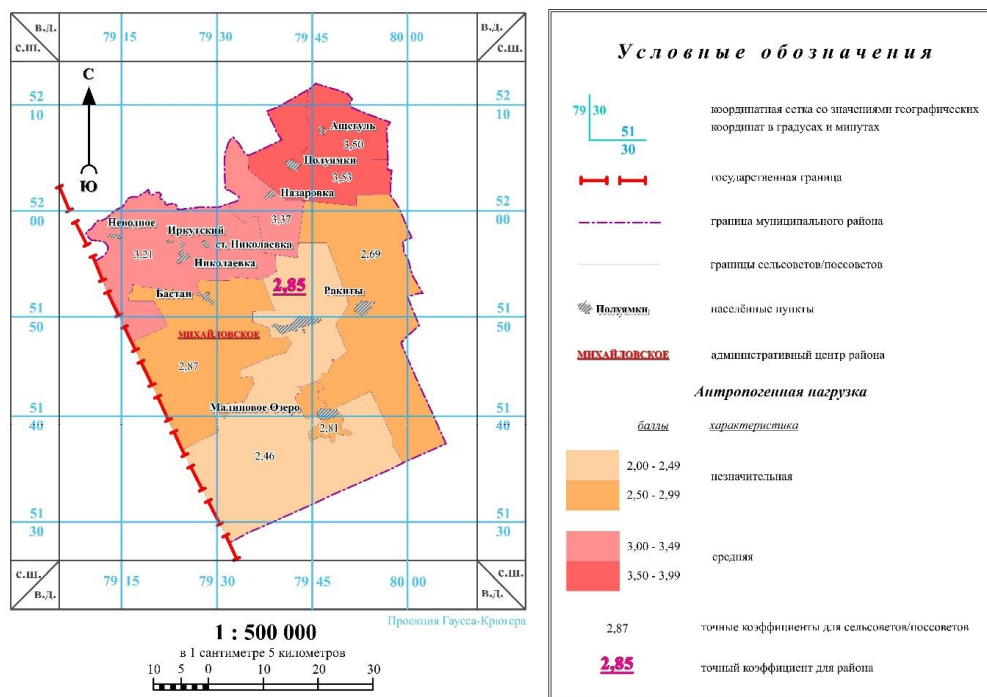 в.д.
79 15
79 30
79 45
80 00
в.д.
с.ш.
с.ш.
С
Ю
52
10
52
10
52
00
52
00
51
50
51
50
51
40
51
40
51
30
51
30
Ащегуль
3,50
Полуямки
3,53
Назаровка
3,37
Неводное
Иркутский
ст. Николаевка
3,21
Николаевка
2,69
Бастан
2,85
Ракиты
МИХАЙЛОВСКОЕ
2,87
Малиновое Озеро
2,81
2,46
с.ш.
с.ш.
в.д.
79 15
79 30
79 45
80 00
в.д.
Проекция Гаусса-Крюгера
1 : 500 000
в 1 сантиметре 5 километров
10 5 0 10 20 30
Условные обозначения
79 30
51
30
координатная сетка со значениями географических
координат в градусах и минутах
государственная граница
граница муниципального района
границы сельсоветов/поссоветов
Полуямки
населённые пункты
МИХАЙЛОВСКОЕ
административный центр района
Антропогенная нагрузка
баллы
характеристика
2,00 - 2,49
незначительная
2,50 - 2,99
3,00 - 3,49
средняя
3,50 - 3,99
2,87
точные коэффициенты для сельсоветов/поссоветов
2,85
точный коэффициент для района